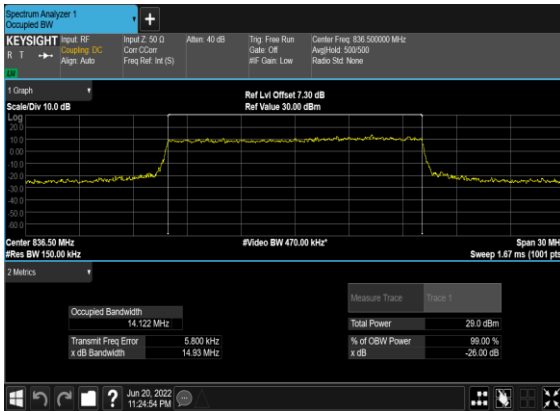 Spectrum Analyzer 1
Occupied BW
+
KEYSIGHT Input: RF Input Z: 50 Ω Atten: 40 dB Trig: Free Run Center Freq: 836.500000 MHz
R T Coupling: DC Corr CCorr Gate: Off Avg|Hold: 500/500
Align: Auto Freq Ref: Int (S) #IF Gain: Low Radio Std: None
LXI
1 Graph Ref Lvl Offset 7.30 dB
Scale/Div 10.0 dB Ref Value 30.00 dBm
Log
20.0
10.0
0.00
-10.0
-20.0
-30.0
-40.0
-50.0
-60.0
Center 836.50 MHz #Video BW 470.00 kHz* Span 30 MH
#Res BW 150.00 kHz Sweep 1.67 ms (1001 pts
2 Metrics
Measure Trace Trace 1
Occupied Bandwidth
14.122 MHz Total Power 29.0 dBm
Transmit Freq Error 5.800 kHz % of OBW Power 99.00 %
x dB Bandwidth 14.93 MHz x dB -26.00 dB
? Jun 20, 2022
11:24:54 PM